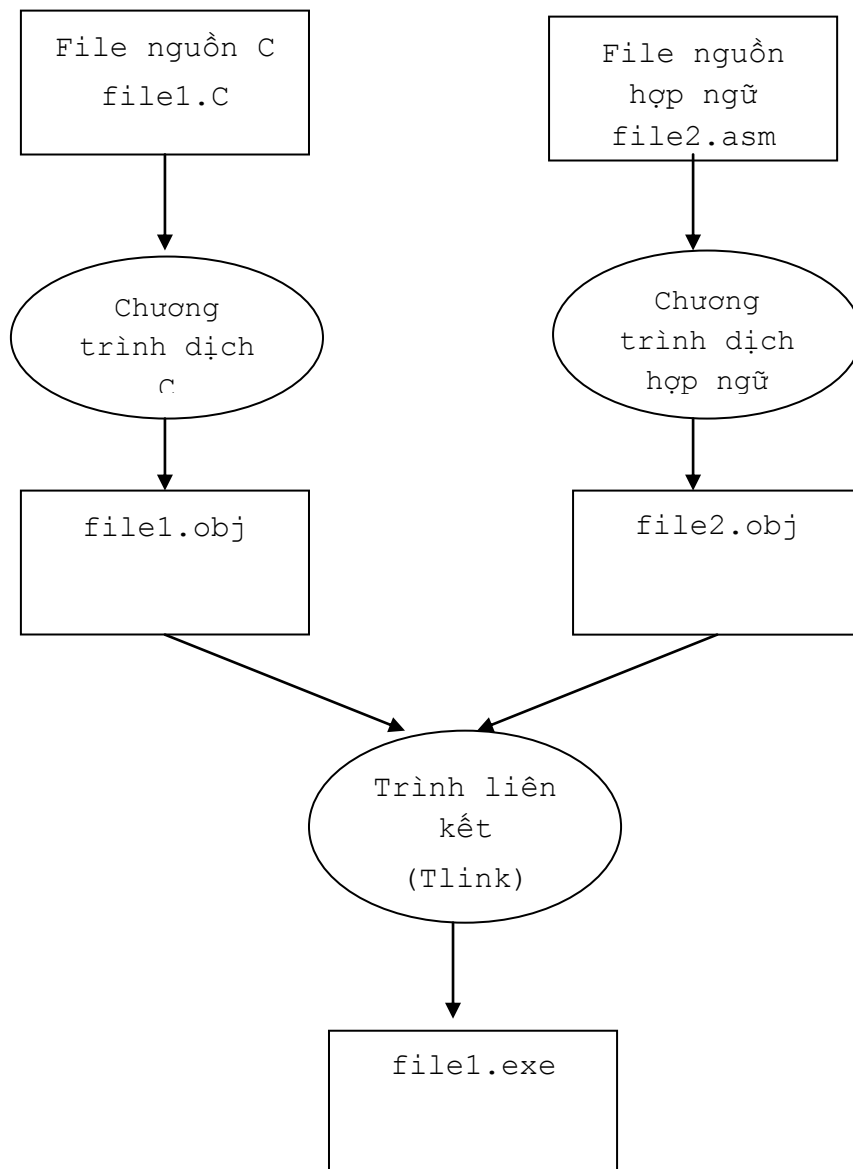 File nguồn C
file1.C
File nguồn
hợp ngữ
file2.asm
Chương
trình dịch
C
Chương
trình dịch
hợp ngữ
file1.obj
file2.obj
Trình liên
kết
(Tlink)
file1.exe